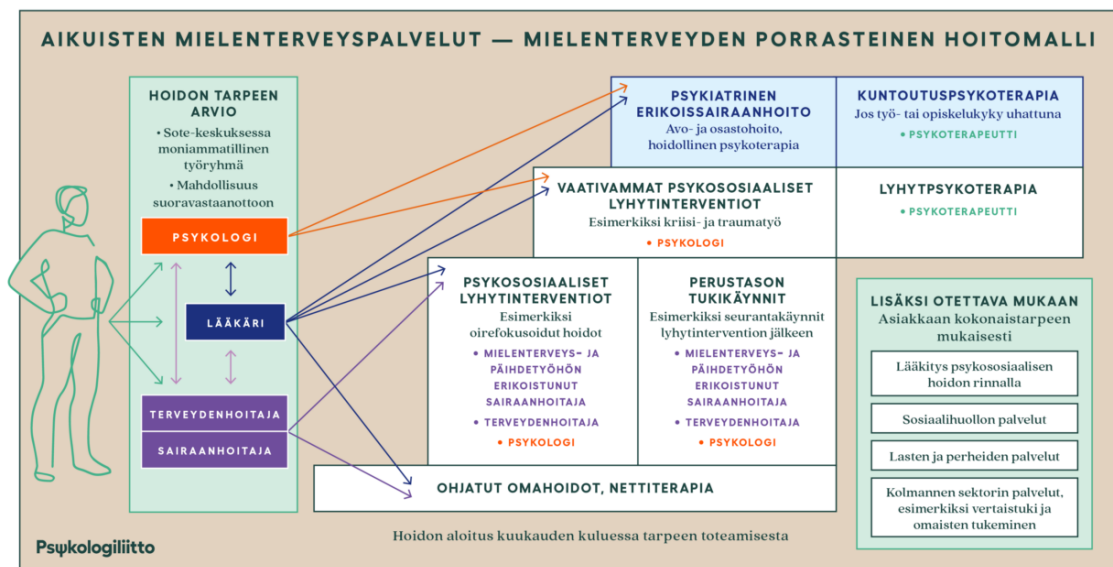 AIKUISTEN MIELENTERVEYSPALVELUT — MIELENTERVEYDEN PORRASTEINEN HOITOMALLI
HOIDON TARPEEN
ARVIO
• Sote-keskuksessa
moniammatillinen
työryhmä
• Mahdollisuus
suoravastaanottoon
PSYKOLOGI
LÄÄKÄRI
TERVEYDENHOITAJA
SAIRAANHOITAJA
PSYKIATRINEN
ERIKOISSAIRAANHOITO
Avo- ja osastohoito,
hoidollinen psykoterapia
KUNTOUTUSPSYKOTERAPIA
Jos työ- tai opiskelukyky uhattuna
• PSYKOTERAPEUTTI
VAATIVAMMAT PSYKOSOSIAALISET
LYHYTINTERVENTIOT
Esimerkiksi kriisi- ja traumatyö
• PSYKOLOGI
LYHYTPSYKOTERAPIA
• PSYKOTERAPEUTTI
PSYKOSOSIAALISET
LYHYTINTERVENTIOT
Esimerkiksi
oirefokusoidut hoidot
• MIELENTERVEYS- JA
PÄIHDETYÖHÖN
ERIKOISTUNUT
SAIRAANHOITAJA
• TERVEYDENHOITAJA
• PSYKOLOGI
PERUSTASON
TUKIKÄYNNIT
Esimerkiksi seurantakäynnit
lyhytintervention jälkeen
• MIELENTERVEYS- JA
PÄIHDETYÖHÖN
ERIKOISTUNUT
SAIRAANHOITAJA
• TERVEYDENHOITAJA
• PSYKOLOGI
OHJATUT OMAHOIDOT, NETTITERAPIA
LISÄKSI OTETTAVA MUKAAN
Asiakkaan kokonaistarpeen
mukaisesti
Lääkitys psykososiaalisen
hoidon rinnalla
Sosiaalihuollon palvelut
Lasten ja perheiden palvelut
Kolmannen sektorin palvelut,
esimerkiksi vertaistuki ja
omaisten tukeminen
Hoidon aloitus kuukauden kuluessa tarpeen toteamisesta
Psyκologiliitto